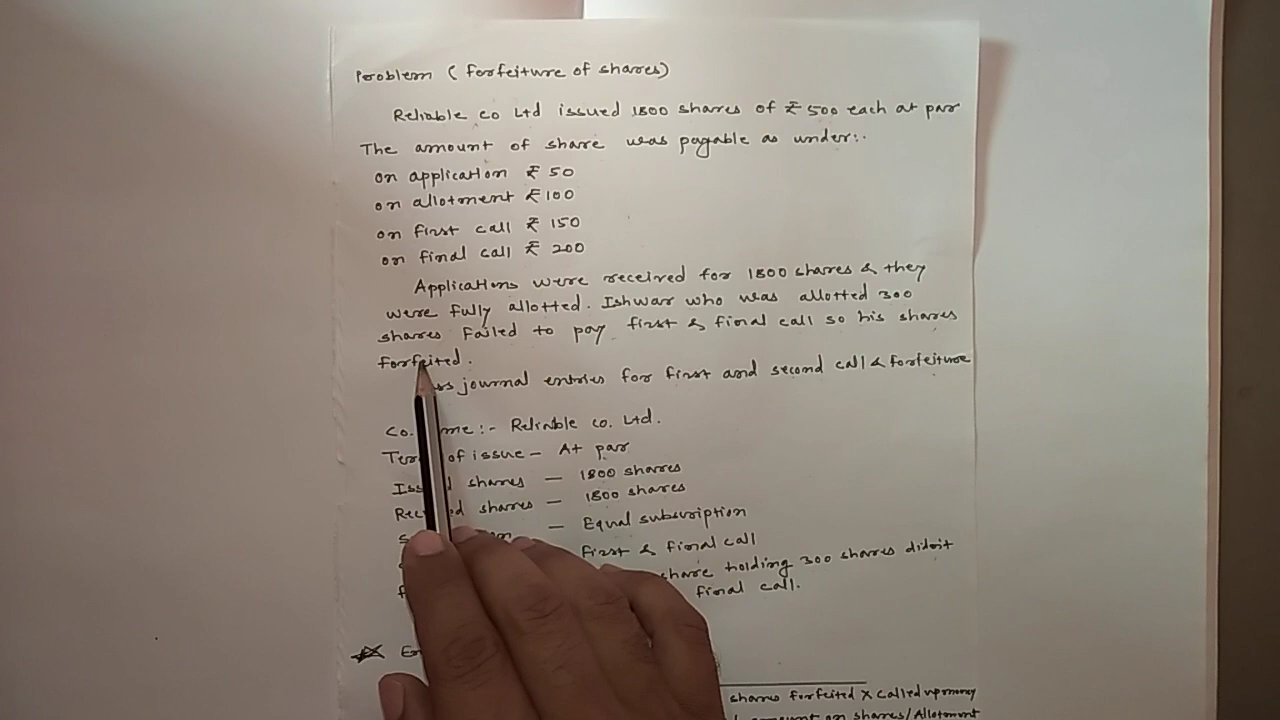 Problem (forfeiture of shares)
Reliable co Ltd issued 1800 shares of ₹ 500 each at par
The amount of share was payable as under:-
on application ₹ 50
on allotment ₹ 100
on first call ₹ 150
on final call ₹ 200
Applications were received for 1800 shares & they
were fully allotted. Ishwar who was allotted 300
shares failed to pay first & final call so his shares
forfeited.
journal entries for first and second call & forfeiture
Co. :- Reliable co. Ltd.
of issue - At par
shares - 1800 shares
shares - 1800 shares
- Equal subscription
first & final call
share holding 300 shares didn't
final call.
shares forfeited x called up money
amount on shares/Allotment